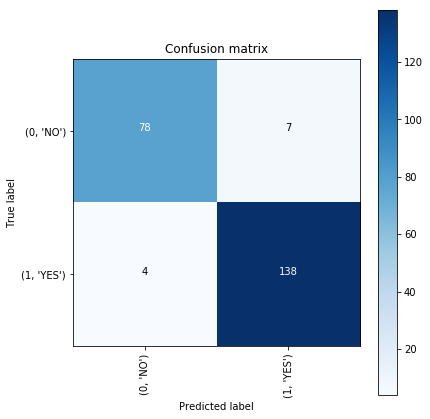 Confusion matrix
(0, 'NO')
78
7
True label
(1, 'YES')
4
138
(0, 'NO')
(1, 'YES')
Predicted label
120
100
80
60
40
20